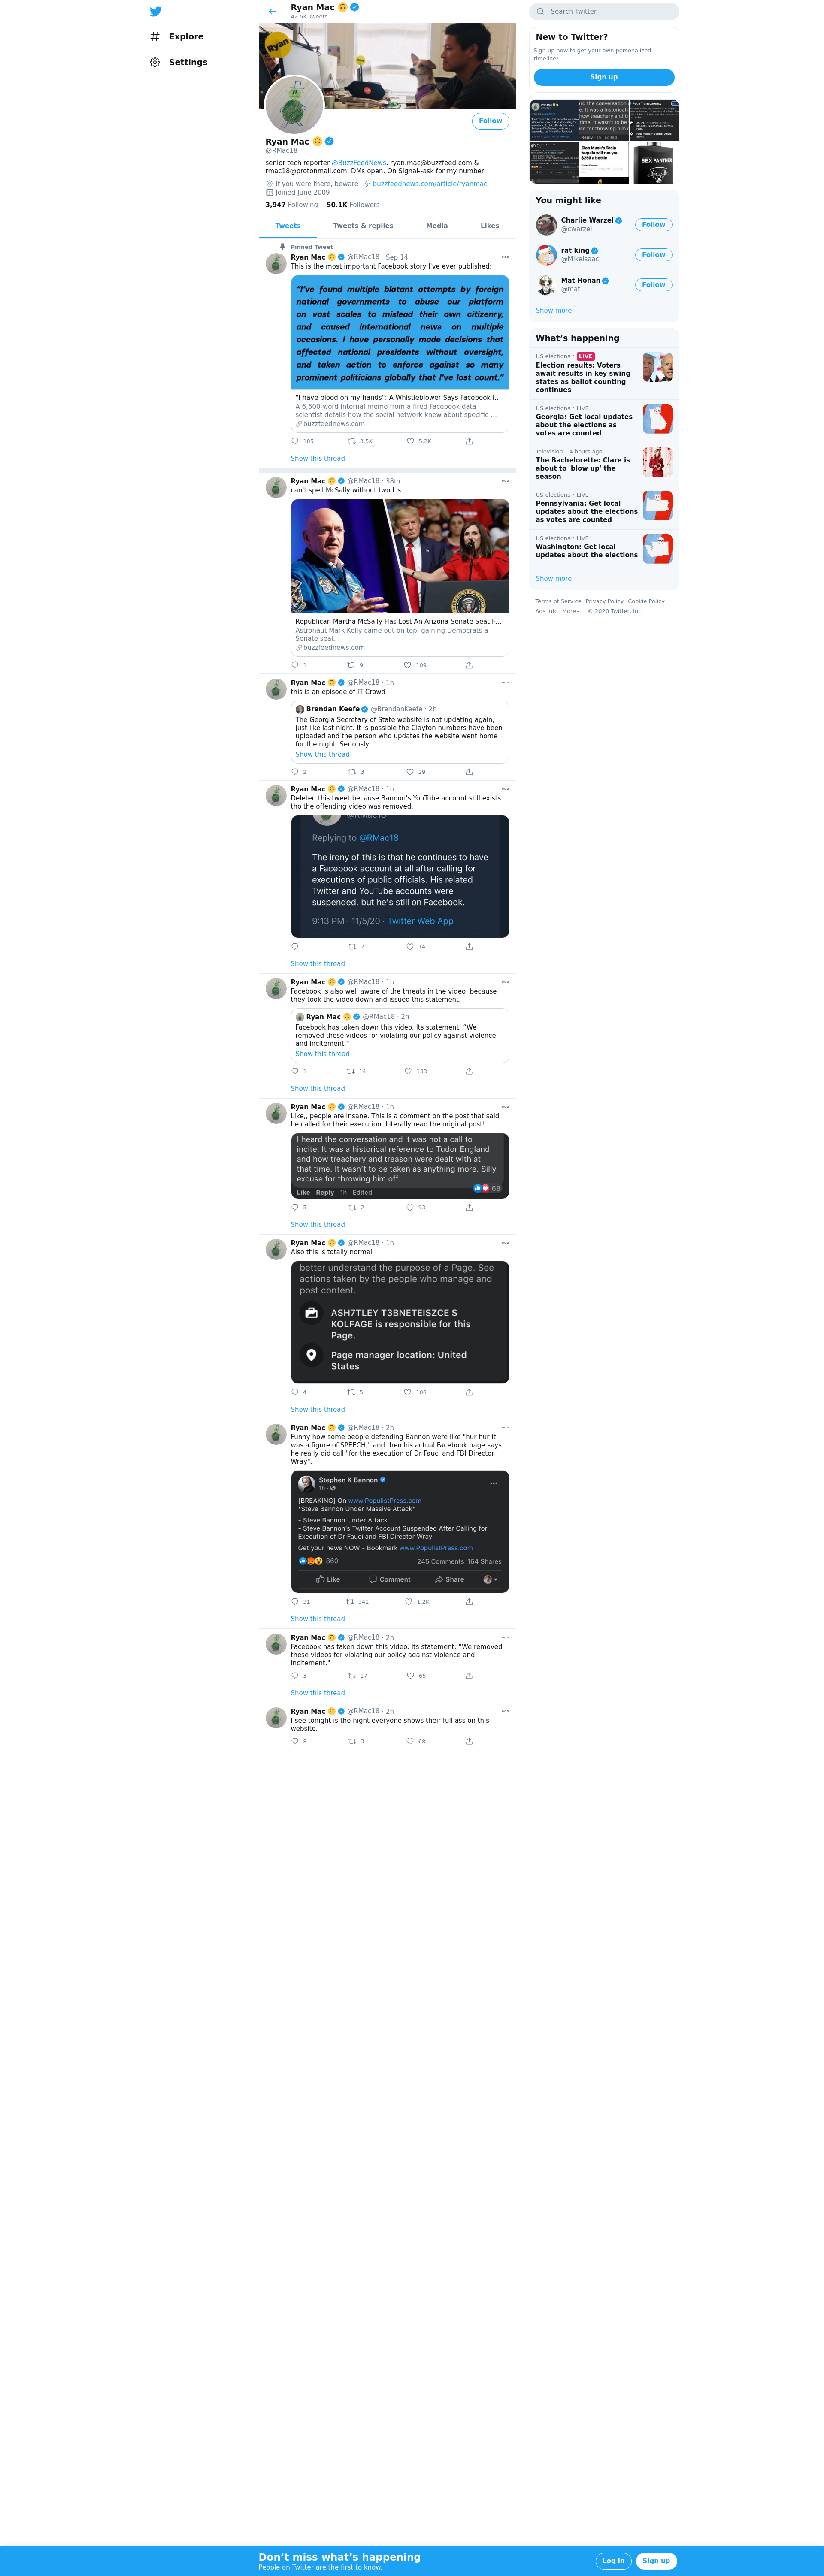 Explore
Settings
Ryan Mac 🙃
42.5K Tweets
Ryan
Follow
Ryan Mac 🙃
@RMac18
senior tech reporter @BuzzFeedNews. ryan.mac@buzzfeed.com &
rmac18@protonmail.com. DMs open. On Signal--ask for my number
If you were there, beware buzzfeednews.com/article/ryanmac
Joined June 2009
3,947 Following 50.1K Followers
Tweets Tweets & replies Media Likes
Pinned Tweet
Ryan Mac 🙃 @RMac18 · Sep 14
This is the most important Facebook story I've ever published:
"I've found multiple blatant attempts by foreign
national governments to abuse our platform
on vast scales to mislead their own citizenry,
and caused international news on multiple
occasions. I have personally made decisions that
affected national presidents without oversight,
and taken action to enforce against so many
prominent politicians globally that I've lost count."
"I have blood on my hands": A Whistleblower Says Facebook I...
A 6,600-word internal memo from a fired Facebook data
scientist details how the social network knew about specific ...
buzzfeednews.com
105 3.5K 5.2K
Show this thread
Ryan Mac 🙃 @RMac18 · 38m
can't spell McSally without two L's
Republican Martha McSally Has Lost An Arizona Senate Seat F...
Astronaut Mark Kelly came out on top, gaining Democrats a
Senate seat.
buzzfeednews.com
1 9 109
Ryan Mac 🙃 @RMac18 · 1h
this is an episode of IT Crowd
Brendan Keefe @BrendanKeefe · 2h
The Georgia Secretary of State website is not updating again,
just like last night. It is possible the Clayton numbers have been
uploaded and the person who updates the website went home
for the night. Seriously.
Show this thread
2 3 29
Ryan Mac 🙃 @RMac18 · 1h
Deleted this tweet because Bannon's YouTube account still exists
tho the offending video was removed.
Replying to @RMac18
The irony of this is that he continues to have
a Facebook account at all after calling for
executions of public officials. His related
Twitter and YouTube accounts were
suspended, but he's still on Facebook.
9:13 PM · 11/5/20 · Twitter Web App
2 14
Show this thread
Ryan Mac 🙃 @RMac18 · 1h
Facebook is also well aware of the threats in the video, because
they took the video down and issued this statement.
Ryan Mac 🙃 @RMac18 · 2h
Facebook has taken down this video. Its statement: "We
removed these videos for violating our policy against violence
and incitement."
Show this thread
1 14 133
Show this thread
Ryan Mac 🙃 @RMac18 · 1h
Like,, people are insane. This is a comment on the post that said
he called for their execution. Literally read the original post!
I heard the conversation and it was not a call to
incite. It was a historical reference to Tudor England
and how treachery and treason were dealt with at
that time. It wasn't to be taken as anything more. Silly
excuse for throwing him off.
68
Like · Reply · 1h · Edited
5 2 93
Show this thread
Ryan Mac 🙃 @RMac18 · 1h
Also this is totally normal
better understand the purpose of a Page. See
actions taken by the people who manage and
post content.
ASH7TLEY T3BNETEISZCE S
KOLFAGE is responsible for this
Page.
Page manager location: United
States
4 5 108
Show this thread
Ryan Mac 🙃 @RMac18 · 2h
Funny how some people defending Bannon were like "hur hur it
was a figure of SPEECH," and then his actual Facebook page says
he really did call "for the execution of Dr Fauci and FBI Director
Wray".
Stephen K Bannon
1h
[BREAKING] On www.PopulistPress.com -
*Steve Bannon Under Massive Attack*
- Steve Bannon Under Attack
- Steve Bannon's Twitter Account Suspended After Calling for
Execution of Dr Fauci and FBI Director Wray
Get your news NOW - Bookmark www.PopulistPress.com
860 245 Comments 164 Shares
Like Comment Share
31 341 1.2K
Show this thread
Ryan Mac 🙃 @RMac18 · 2h
Facebook has taken down this video. Its statement: "We removed
these videos for violating our policy against violence and
incitement."
3 17 65
Show this thread
Ryan Mac 🙃 @RMac18 · 2h
I see tonight is the night everyone shows their full ass on this
website.
8 3 68
Search Twitter
New to Twitter?
Sign up now to get your own personalized
timeline!
Sign up
Elon Musk's Tesla
tequila will run you
$250 a bottle
SEX PANTHER
You might like
Charlie Warzel
@cwarzel
Follow
rat king
@MikeIsaac
Follow
Mat Honan
@mat
Follow
Show more
What's happening
US elections · LIVE
Election results: Voters
await results in key swing
states as ballot counting
continues
US elections · LIVE
Georgia: Get local updates
about the elections as
votes are counted
Television · 4 hours ago
The Bachelorette: Clare is
about to 'blow up' the
season
US elections · LIVE
Pennsylvania: Get local
updates about the elections
as votes are counted
US elections · LIVE
Washington: Get local
updates about the elections
Show more
Terms of Service Privacy Policy Cookie Policy
Ads info More © 2020 Twitter, Inc.
Don't miss what's happening
People on Twitter are the first to know.
Log in Sign up